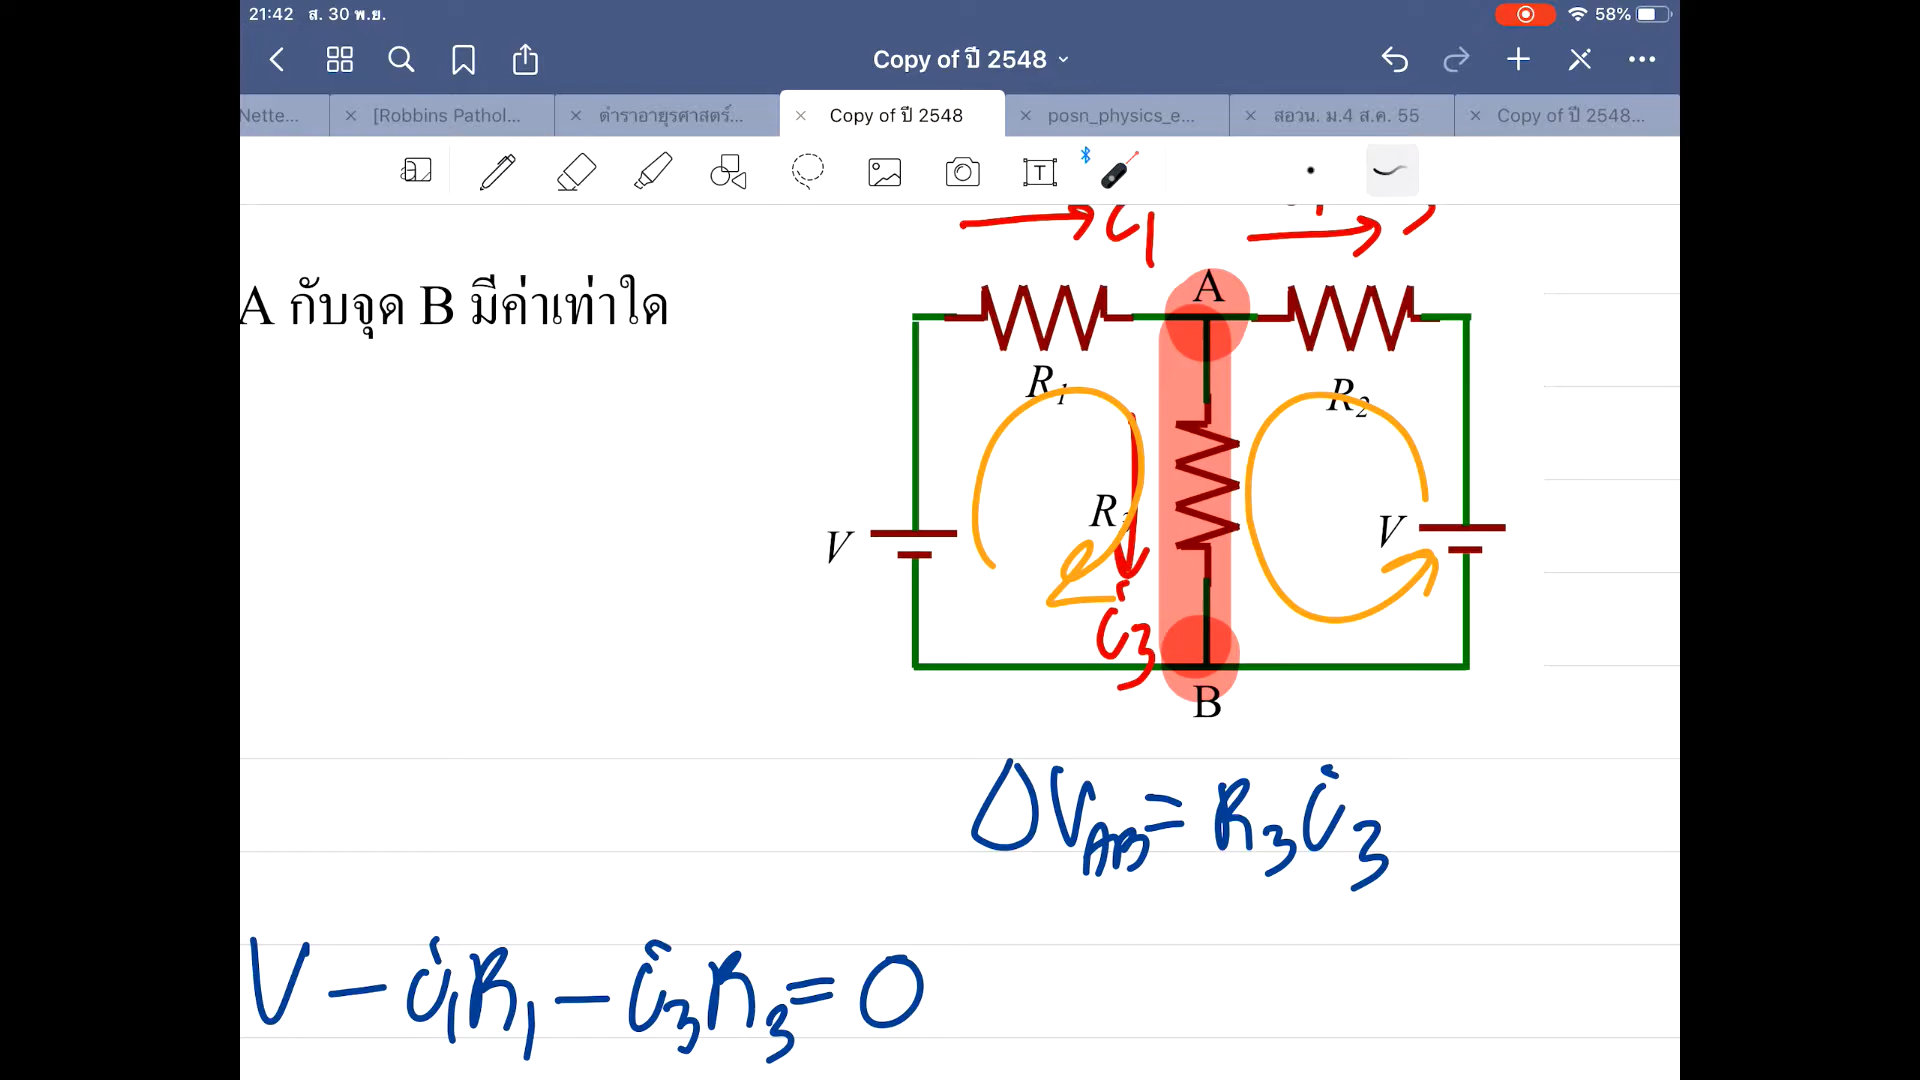 21:42 ส. 30 พ.ย. 58%
Copy of ปี 2548
Nette... [Robbins Pathol... ตำราอายุรศาสตร์... Copy of ปี 2548 posn_physics_e... สอวน. ม.4 ส.ค. 55 Copy of ปี 2548...
T
i₁
A กับจุด B มีค่าเท่าใด
A
R₁ R₂
R₃
V V
i₃
B
ΔV_AB = R₃i₃
V − i₁R₁ − i₃R₃ = 0